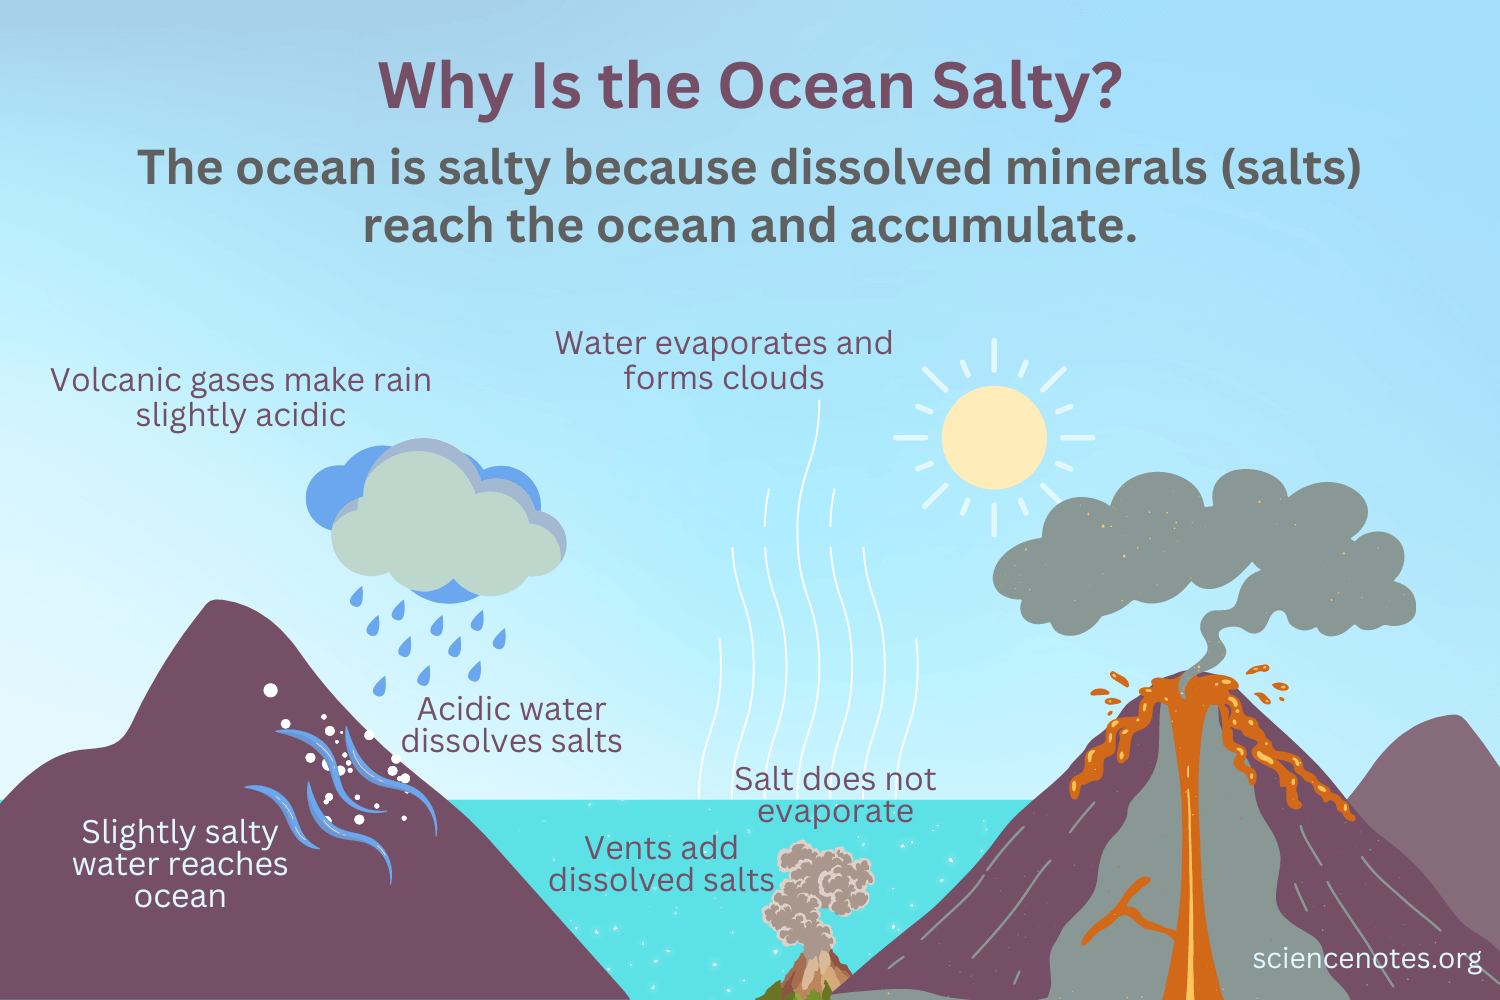 Why Is the Ocean Salty?
The ocean is salty because dissolved minerals (salts)
reach the ocean and accumulate.
Water evaporates and
forms clouds
Volcanic gases make rain
slightly acidic
Acidic water
dissolves salts
Salt does not
evaporate
Slightly salty
water reaches
ocean
Vents add
dissolved salts
sciencenotes.org